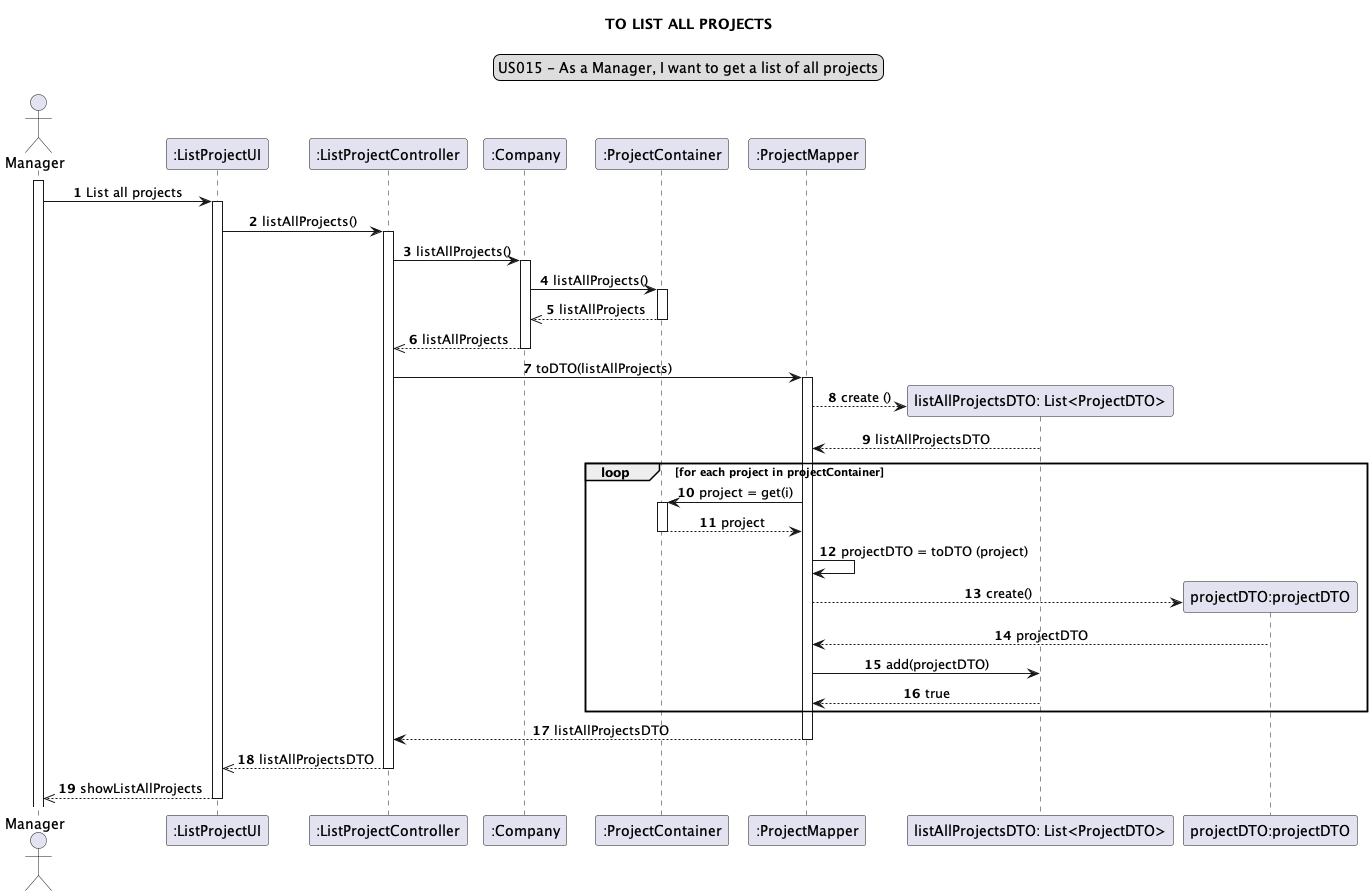 TO LIST ALL PROJECTS
US015 - As a Manager, I want to get a list of all projects
Manager
:ListProjectUI
:ListProjectController
:Company
:ProjectContainer
:ProjectMapper
1 List all projects
2 listAllProjects()
3 listAllProjects()
4 listAllProjects()
5 listAllProjects
6 listAllProjects
7 toDTO(listAllProjects)
8 create ()
listAllProjectsDTO: List<ProjectDTO>
9 listAllProjectsDTO
loop
[for each project in projectContainer]
10 project = get(i)
11 project
12 projectDTO = toDTO (project)
13 create()
projectDTO:projectDTO
14 projectDTO
15 add(projectDTO)
16 true
17 listAllProjectsDTO
18 listAllProjectsDTO
19 showListAllProjects
Manager
:ListProjectUI
:ListProjectController
:Company
:ProjectContainer
:ProjectMapper
listAllProjectsDTO: List<ProjectDTO>
projectDTO:projectDTO